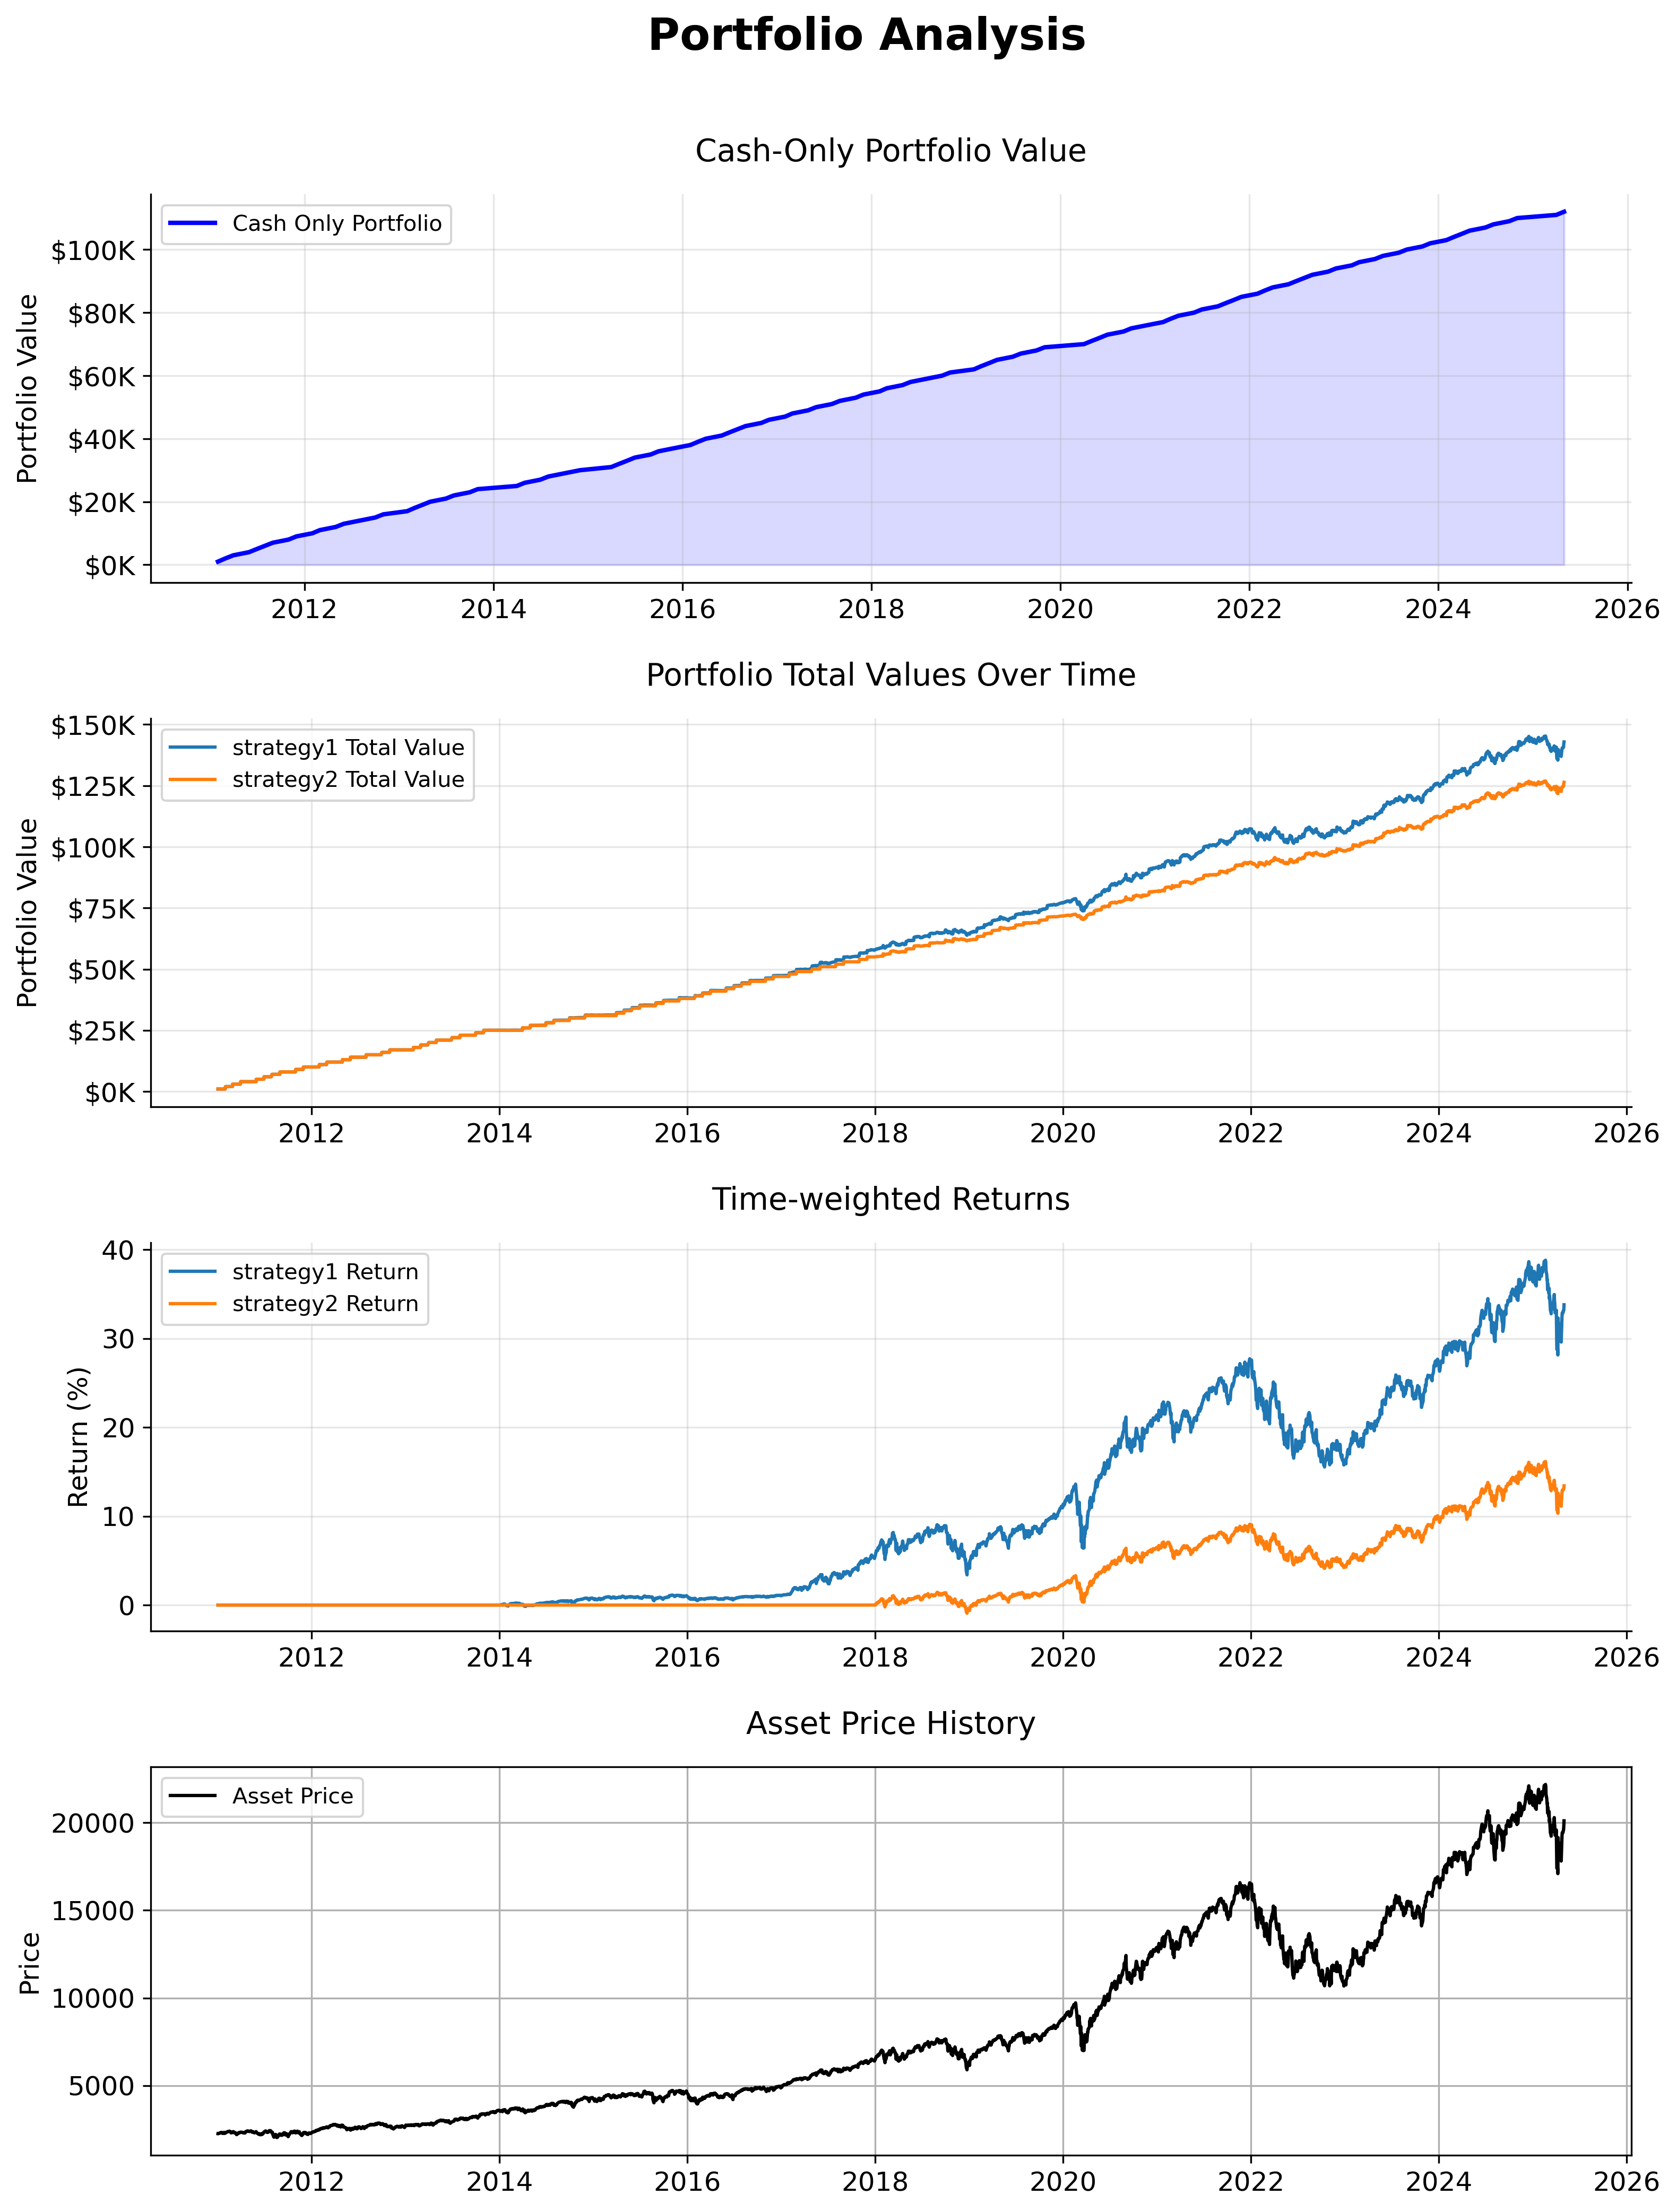 Portfolio Analysis
Cash-Only Portfolio Value
Cash Only Portfolio
Portfolio Value
$100K
$80K
$60K
$40K
$20K
$0K
2012 2014 2016 2018 2020 2022 2024 2026
Portfolio Total Values Over Time
strategy1 Total Value
strategy2 Total Value
Portfolio Value
$150K
$125K
$100K
$75K
$50K
$25K
$0K
2012 2014 2016 2018 2020 2022 2024 2026
Time-weighted Returns
strategy1 Return
strategy2 Return
Return (%)
40
30
20
10
0
2012 2014 2016 2018 2020 2022 2024 2026
Asset Price History
Asset Price
Price
20000
15000
10000
5000
2012 2014 2016 2018 2020 2022 2024 2026